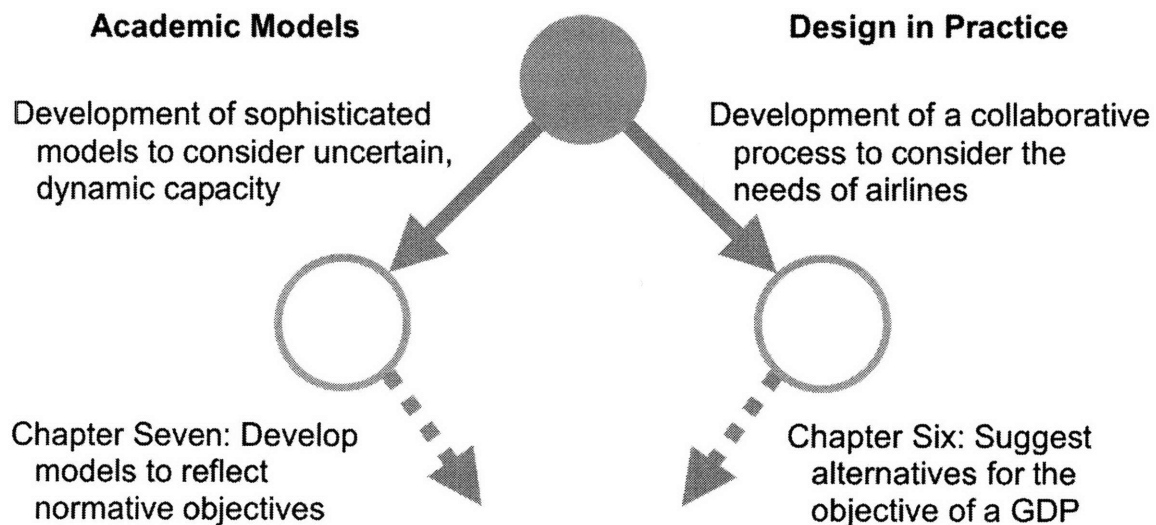 Academic Models
Development of sophisticated
models to consider uncertain,
dynamic capacity
Chapter Seven: Develop
models to reflect
normative objectives
Design in Practice
Development of a collaborative
process to consider the
needs of airlines
Chapter Six: Suggest
alternatives for the
objective of a GDP